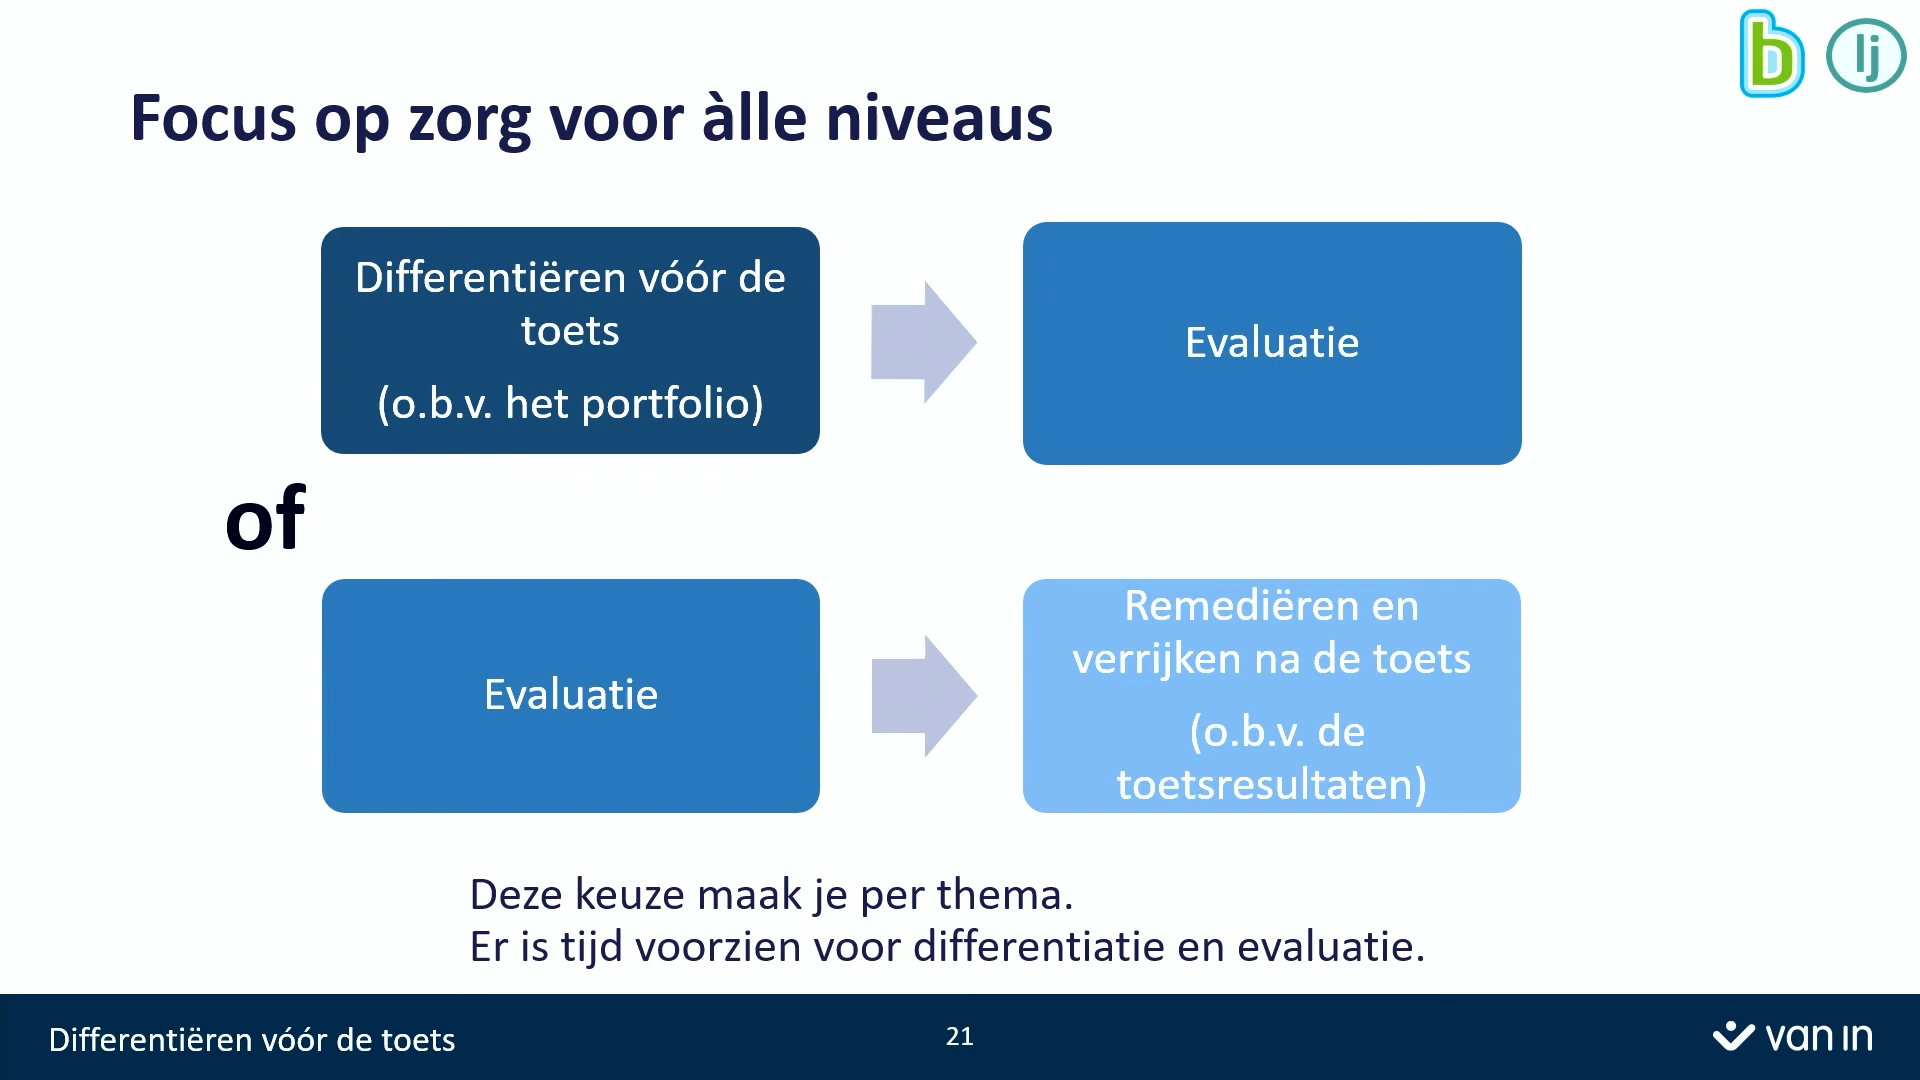 b
lj
Focus op zorg voor àlle niveaus
Differentiëren vóór de
toets
(o.b.v. het portfolio)
Evaluatie
of
Evaluatie
Remediëren en
verrijken na de toets
(o.b.v. de
toetsresultaten)
Deze keuze maak je per thema.
Er is tijd voorzien voor differentiatie en evaluatie.
Differentiëren vóór de toets
21
van in